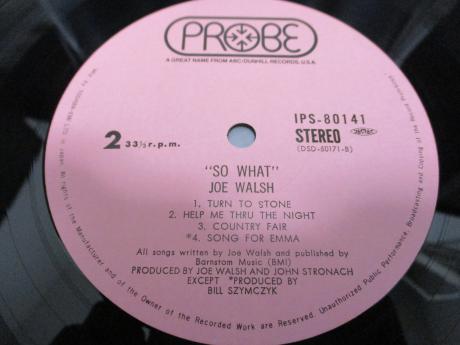 PROBE
A GREAT NAME FROM ABC-DUNHILL RECORDS, U.S.A.
IPS-80141
2 33⅓ r.p.m.
STEREO
(DSD-50171-B)
"SO WHAT"
JOE WALSH
1. TURN TO STONE
2. HELP ME THRU THE NIGHT
3. COUNTRY FAIR
*4. SONG FOR EMMA
All songs written by Joe Walsh and published by
Barnstorm Music (BMI)
PRODUCED BY JOE WALSH AND JOHN STRONACH
EXCEPT *PRODUCED BY
BILL SZYMCZYK
All rights of the Manufacturer and of the Owner of the Recorded Work are Reserved. Unauthorized Public Performance, Broadcasting and Copying